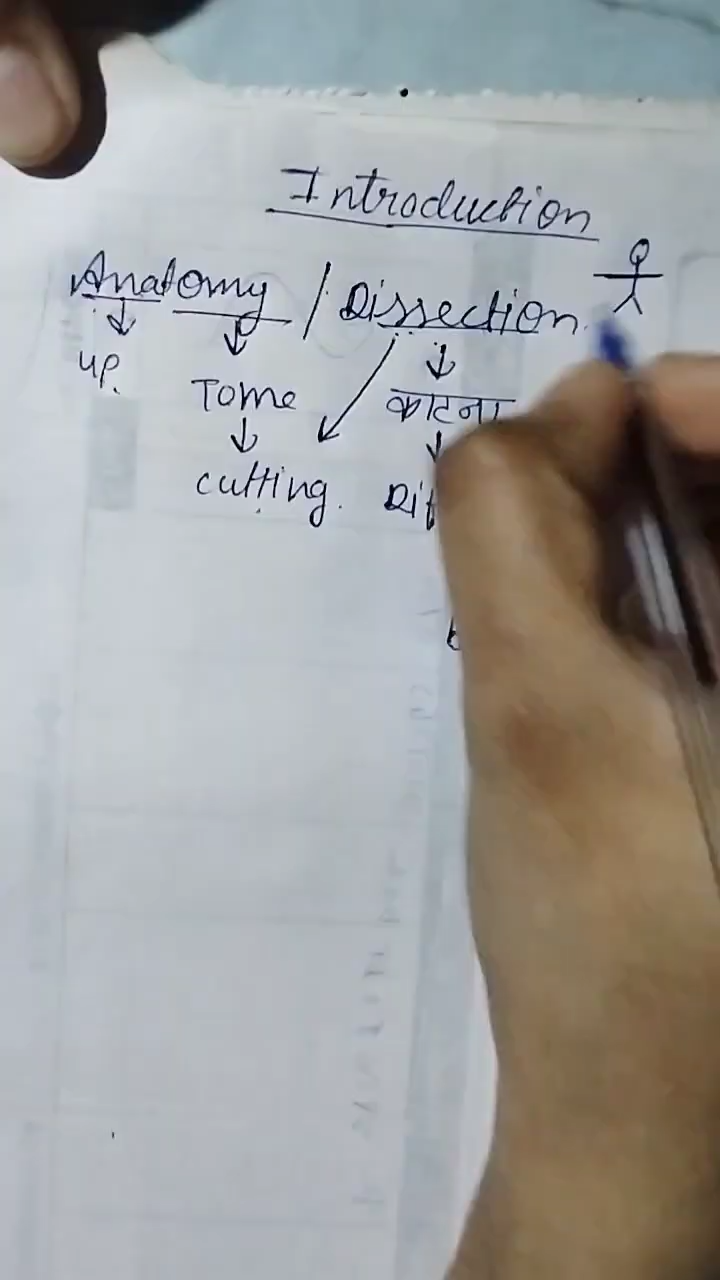 Introduction
Anatomy / Dissection.
up.
Tome
काटना
cutting.